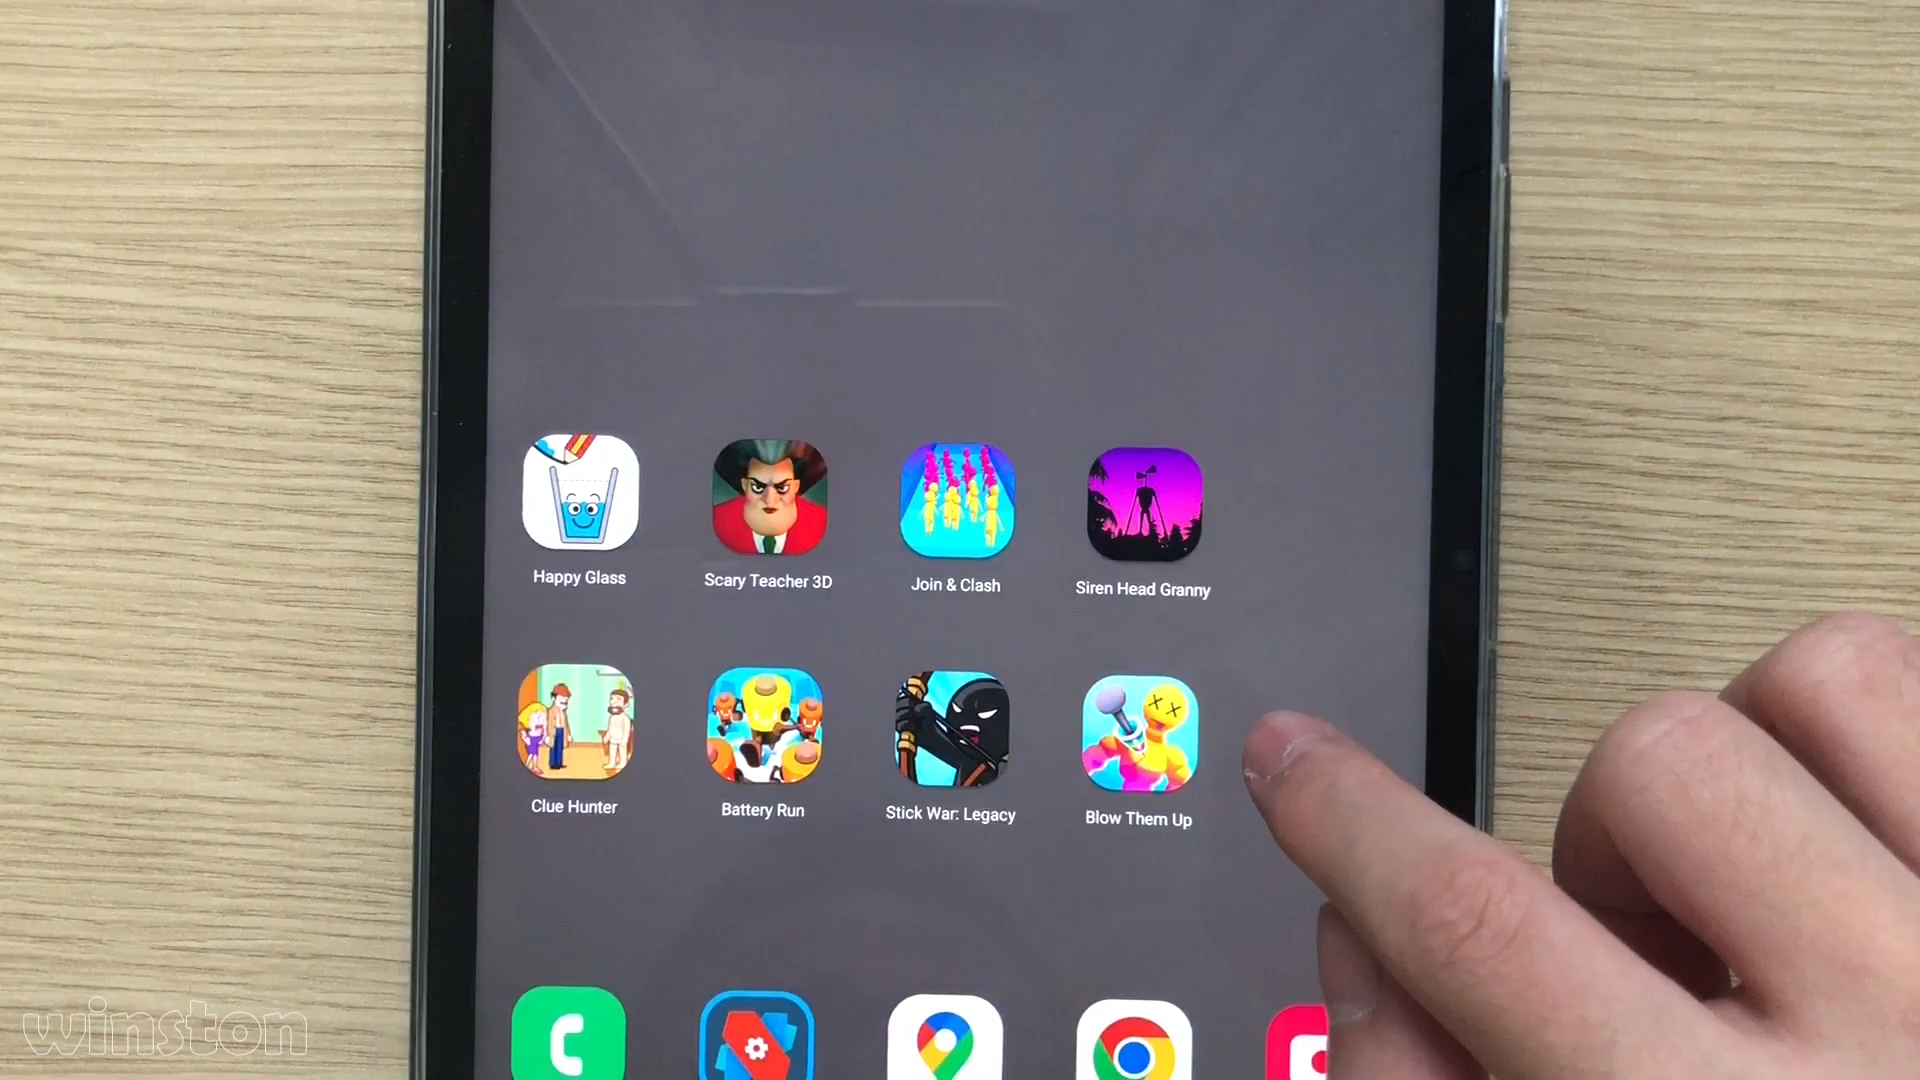 Happy Glass
Scary Teacher 3D
Join & Clash
Siren Head Granny
Clue Hunter
Battery Run
Stick War: Legacy
Blow Them Up
winston